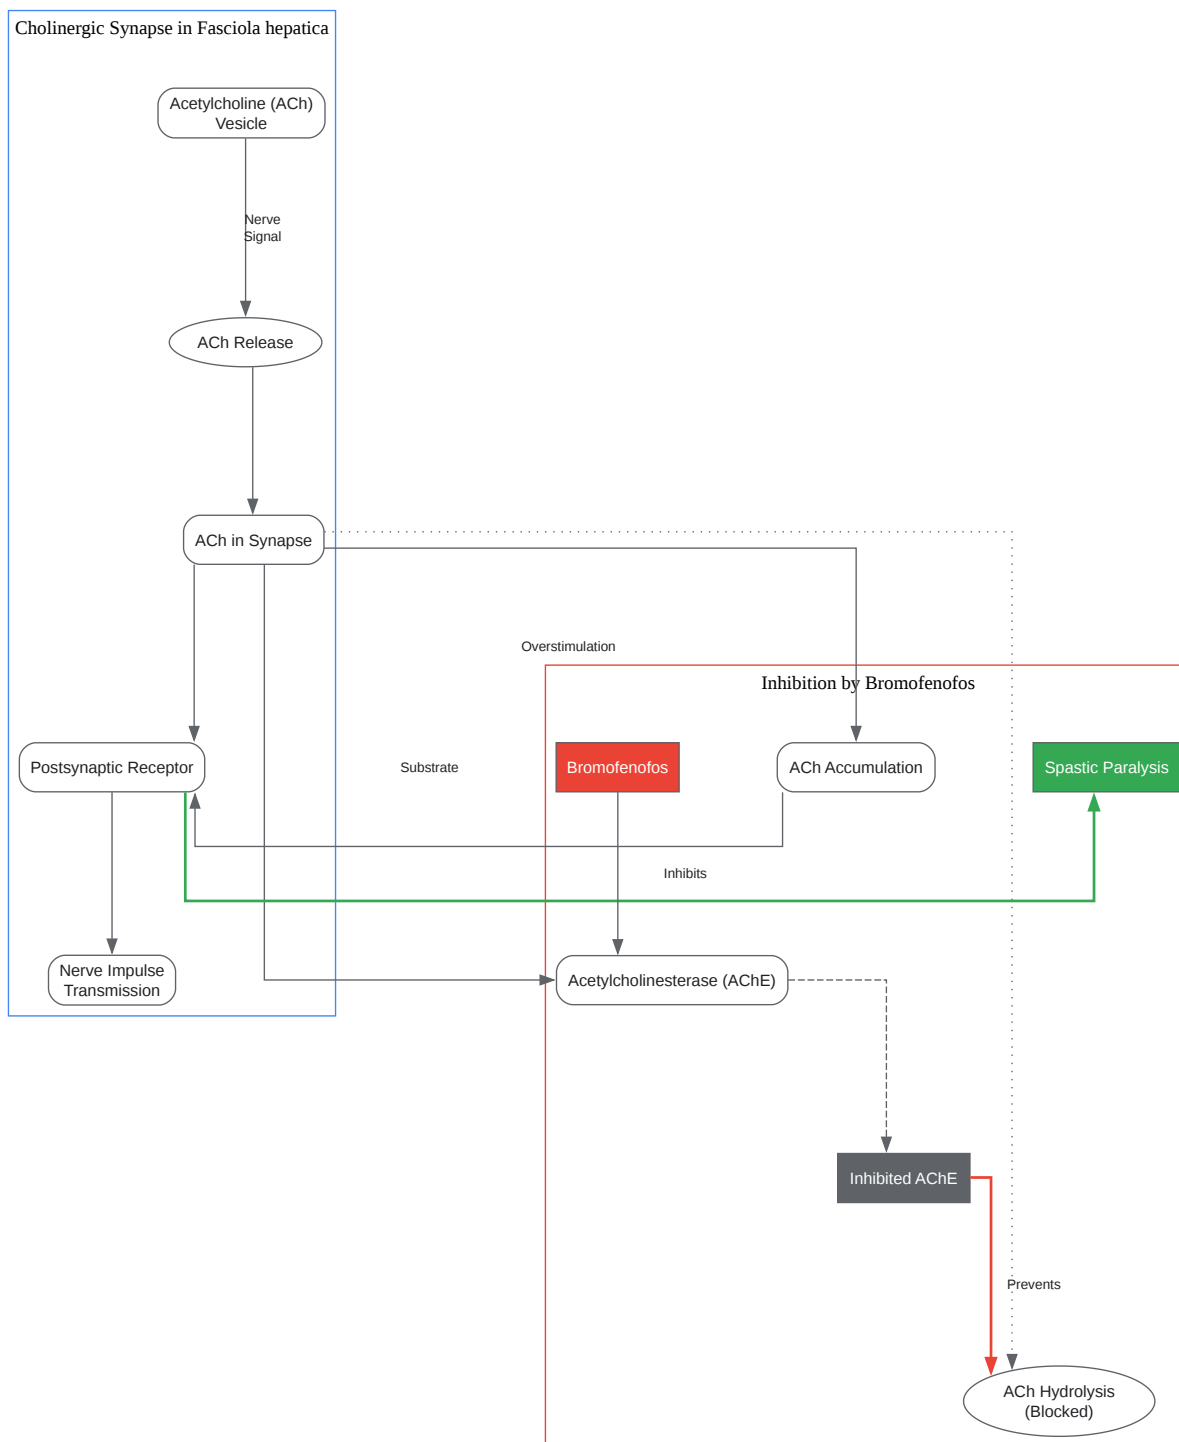 Cholinergic Synapse in Fasciola hepatica
Acetylcholine (ACh)
Vesicle
Nerve
Signal
ACh Release
ACh in Synapse
Overstimulation
Inhibition by Bromofenofos
Postsynaptic Receptor
Substrate
Bromofenofos
ACh Accumulation
Spastic Paralysis
Inhibits
Nerve Impulse
Transmission
Acetylcholinesterase (AChE)
Inhibited AChE
Prevents
ACh Hydrolysis
(Blocked)